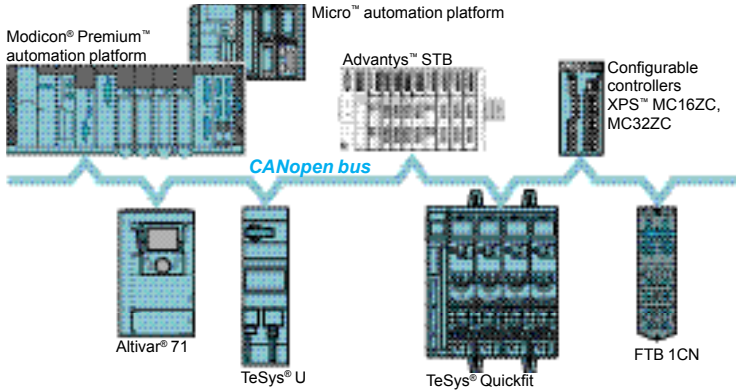 Micro™ automation platform
Modicon® Premium™
automation platform
Advantys™ STB
Configurable
controllers
XPS™ MC16ZC,
MC32ZC
CANopen bus
Altivar® 71
TeSys® U
TeSys® Quickfit
FTB 1CN